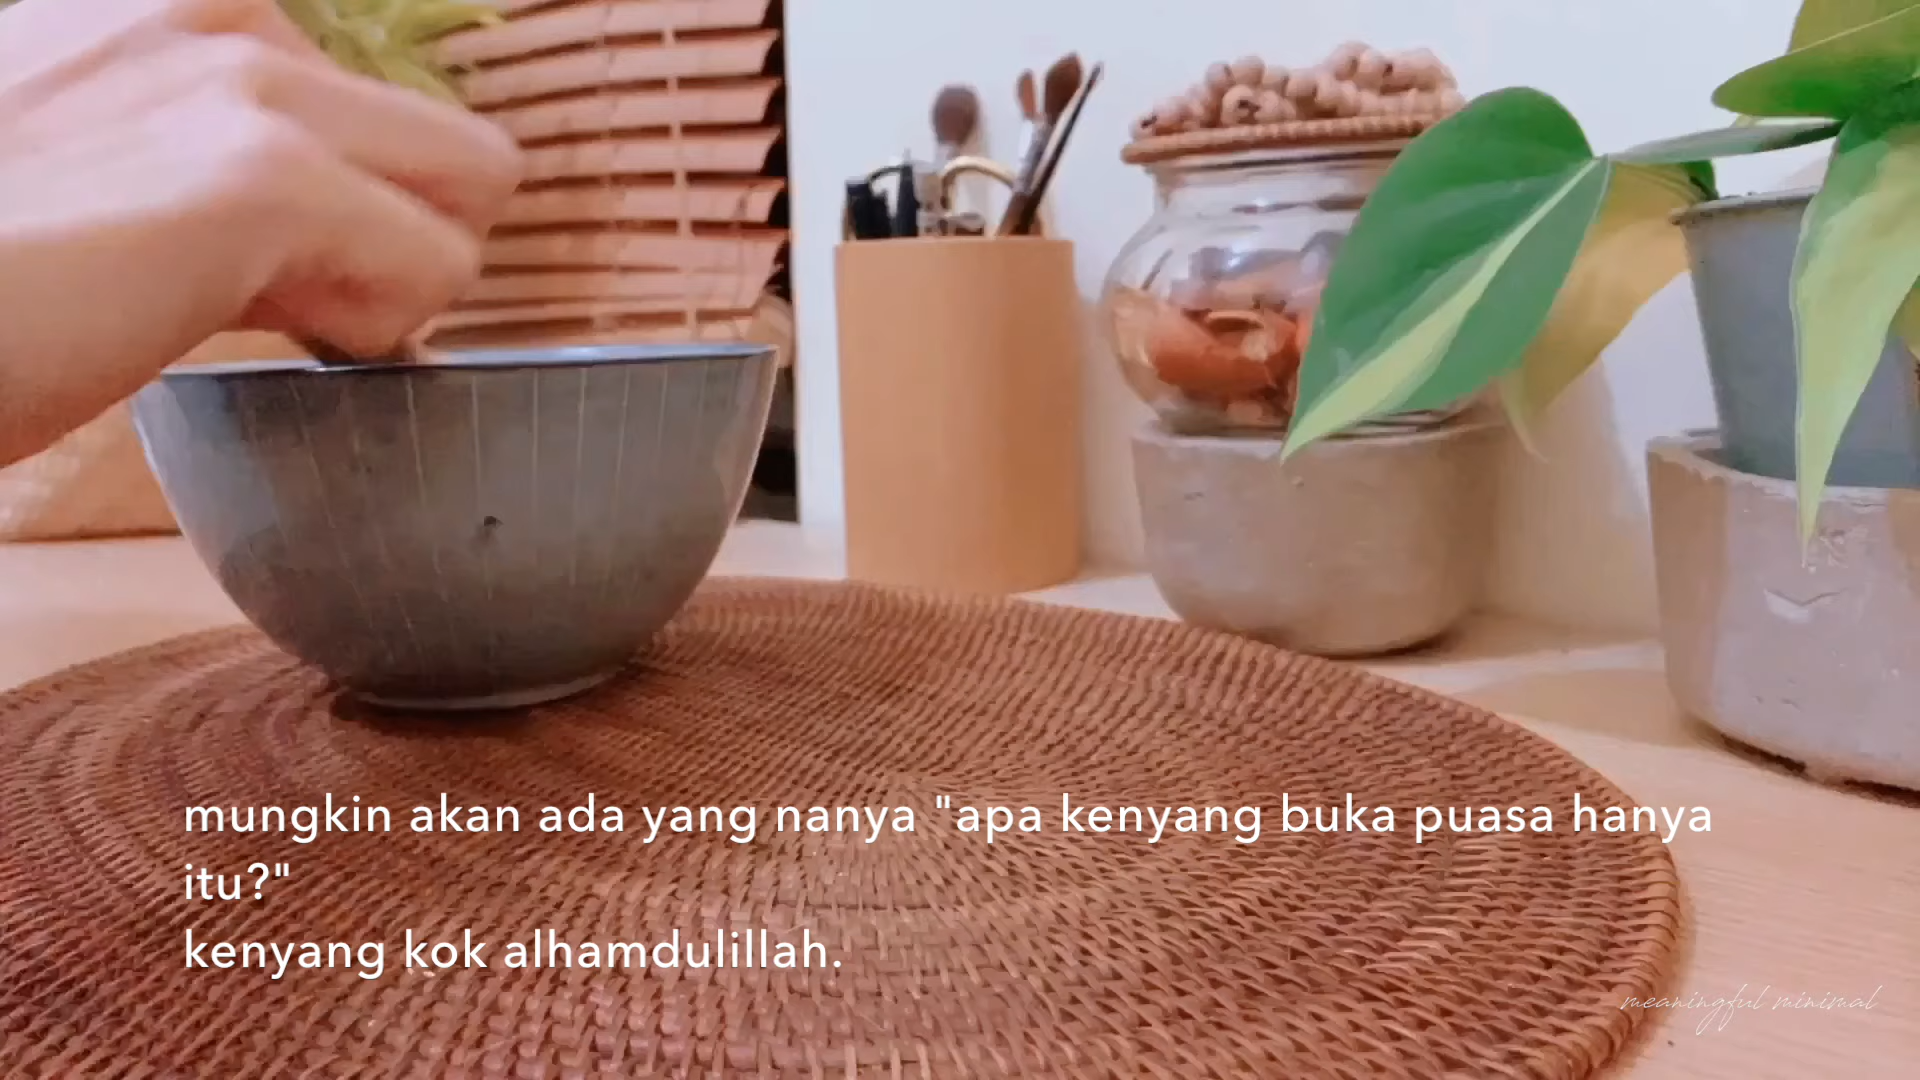 mungkin akan ada yang nanya "apa kenyang buka puasa hanya
itu?"
kenyang kok alhamdulillah.
meaningful minimal